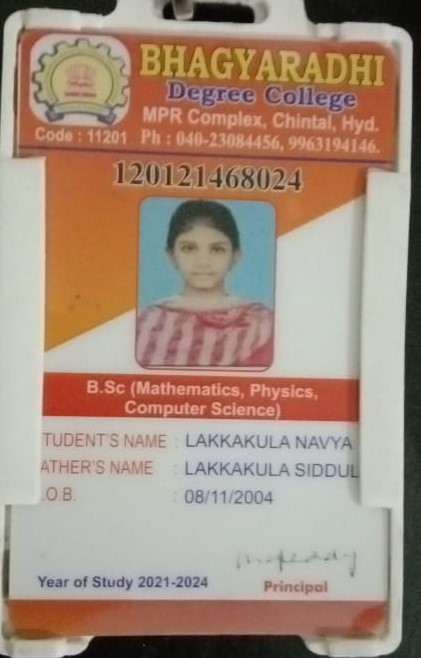 BHAGYARADHI
Degree College
MPR Complex, Chintal, Hyd.
Code : 11201 Ph : 040-23084456, 9963194146.
120121468024
B.Sc (Mathematics, Physics,
Computer Science)
TUDENT'S NAME : LAKKAKULA NAVYA
ATHER'S NAME : LAKKAKULA SIDDUL
.O.B. : 08/11/2004
Year of Study 2021-2024 Principal